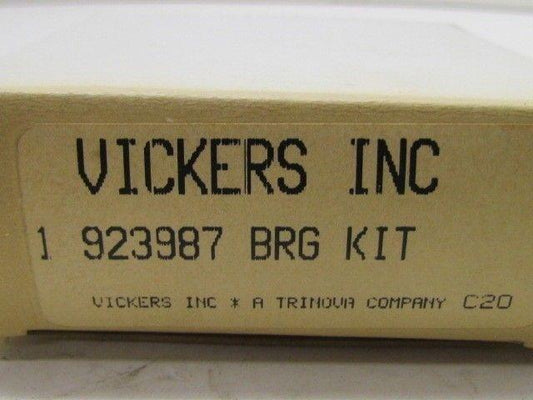 VICKERS INC
1 923987 BRG KIT
VICKERS INC * A TRINOVA COMPANY C20